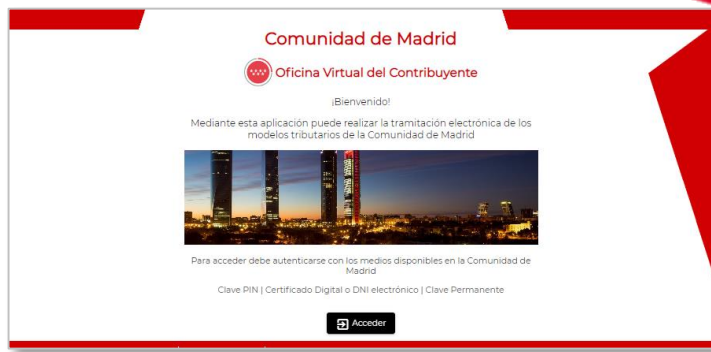 Comunidad de Madrid
Oficina Virtual del Contribuyente
¡Bienvenido!
Mediante esta aplicación puede realizar la tramitación electrónica de los
modelos tributarios de la Comunidad de Madrid
Para acceder debe autenticarse con los medios disponibles en la Comunidad de
Madrid
Clave PIN | Certificado Digital o DNI electrónico | Clave Permanente
Acceder